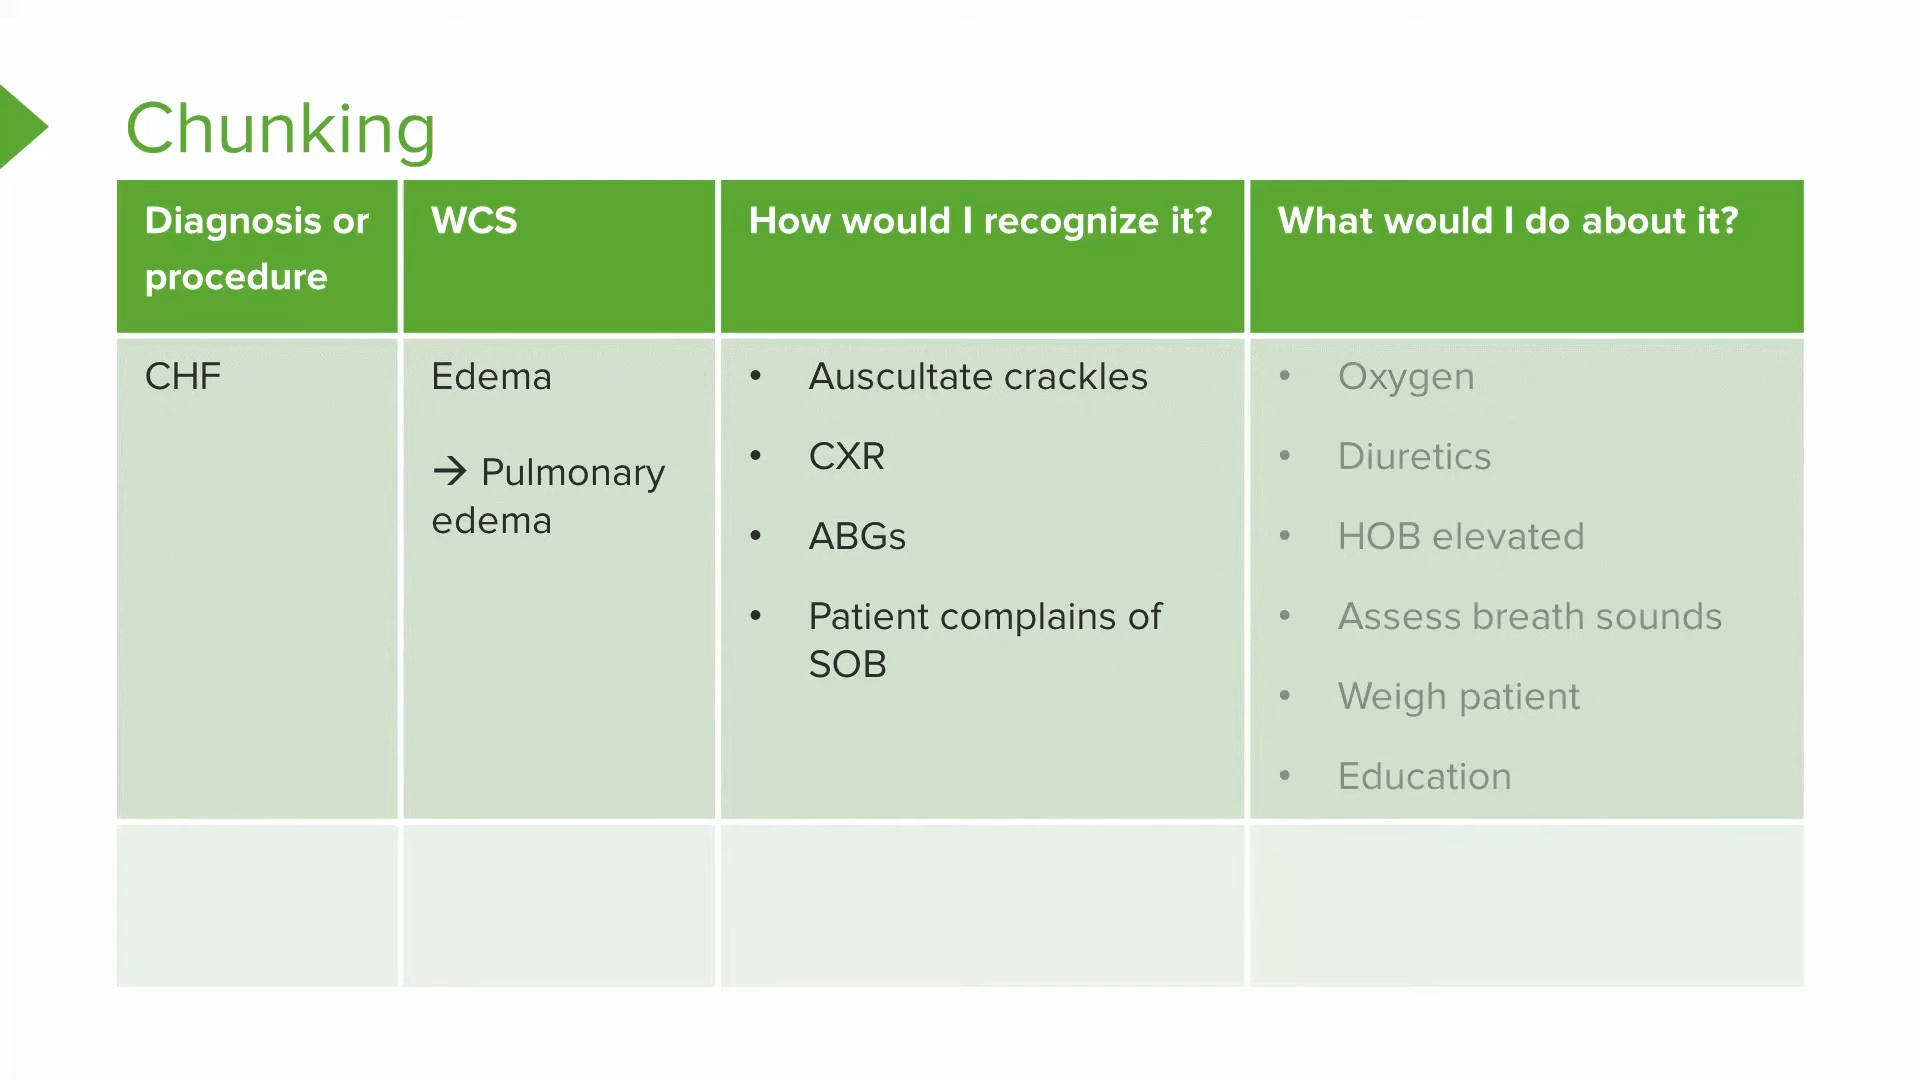 Chunking
Diagnosis or
procedure
WCS
How would I recognize it?
What would I do about it?
CHF
Edema
→ Pulmonary
edema
• Auscultate crackles
• CXR
• ABGs
• Patient complains of
SOB
• Oxygen
• Diuretics
• HOB elevated
• Assess breath sounds
• Weigh patient
• Education